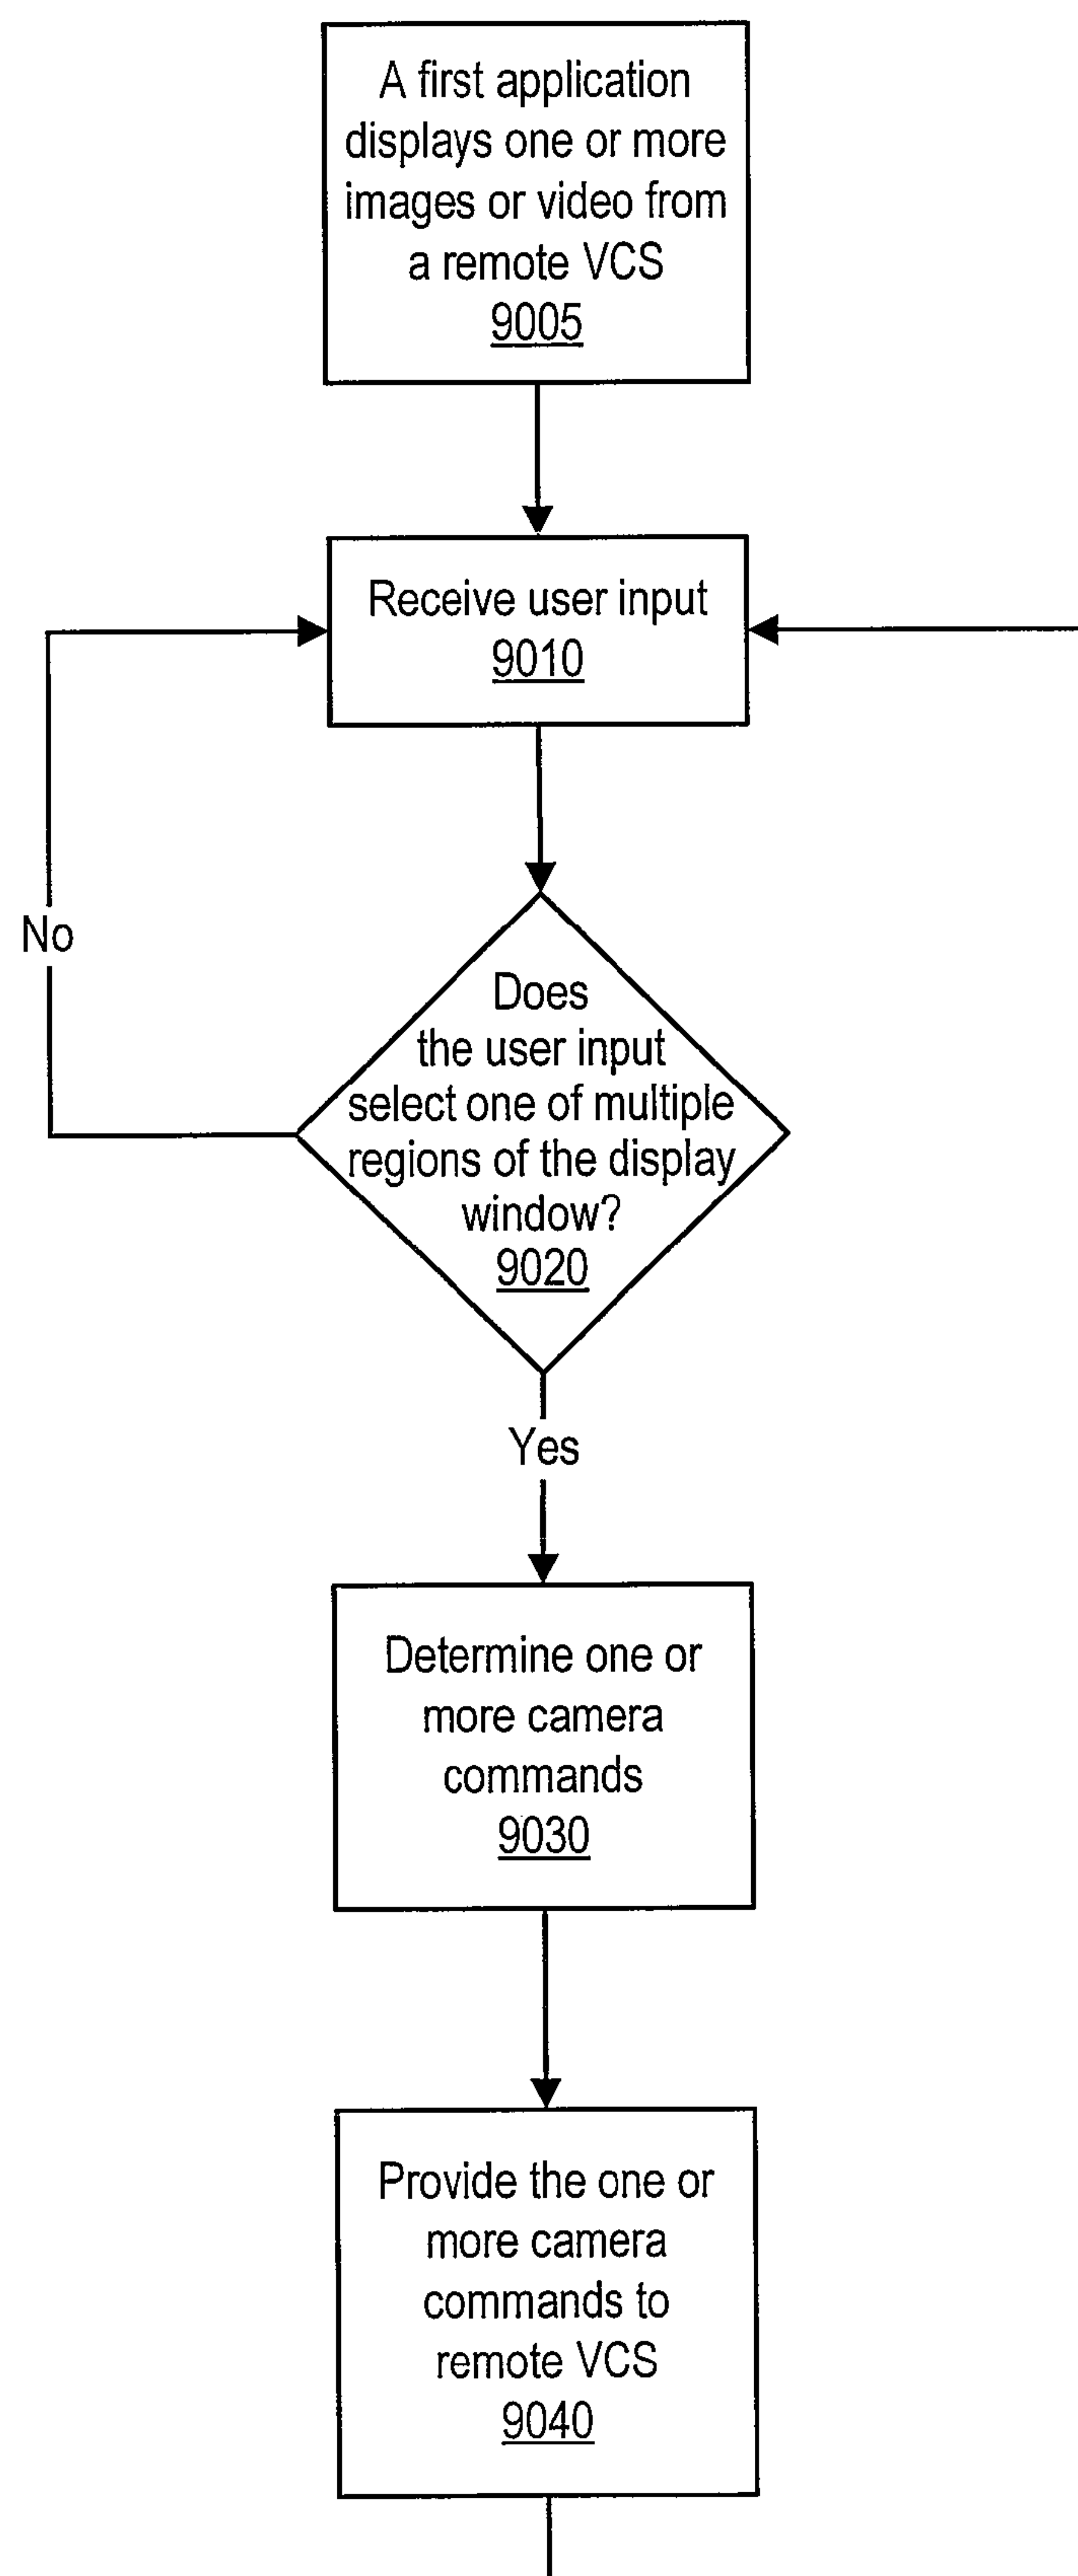 A first application
displays one or more
images or video from
a remote VCS
9005
Receive user input
9010
No
Does
the user input
select one of multiple
regions of the display
window?
9020
Yes
Determine one or
more camera
commands
9030
Provide the one or
more camera
commands to
remote VCS
9040